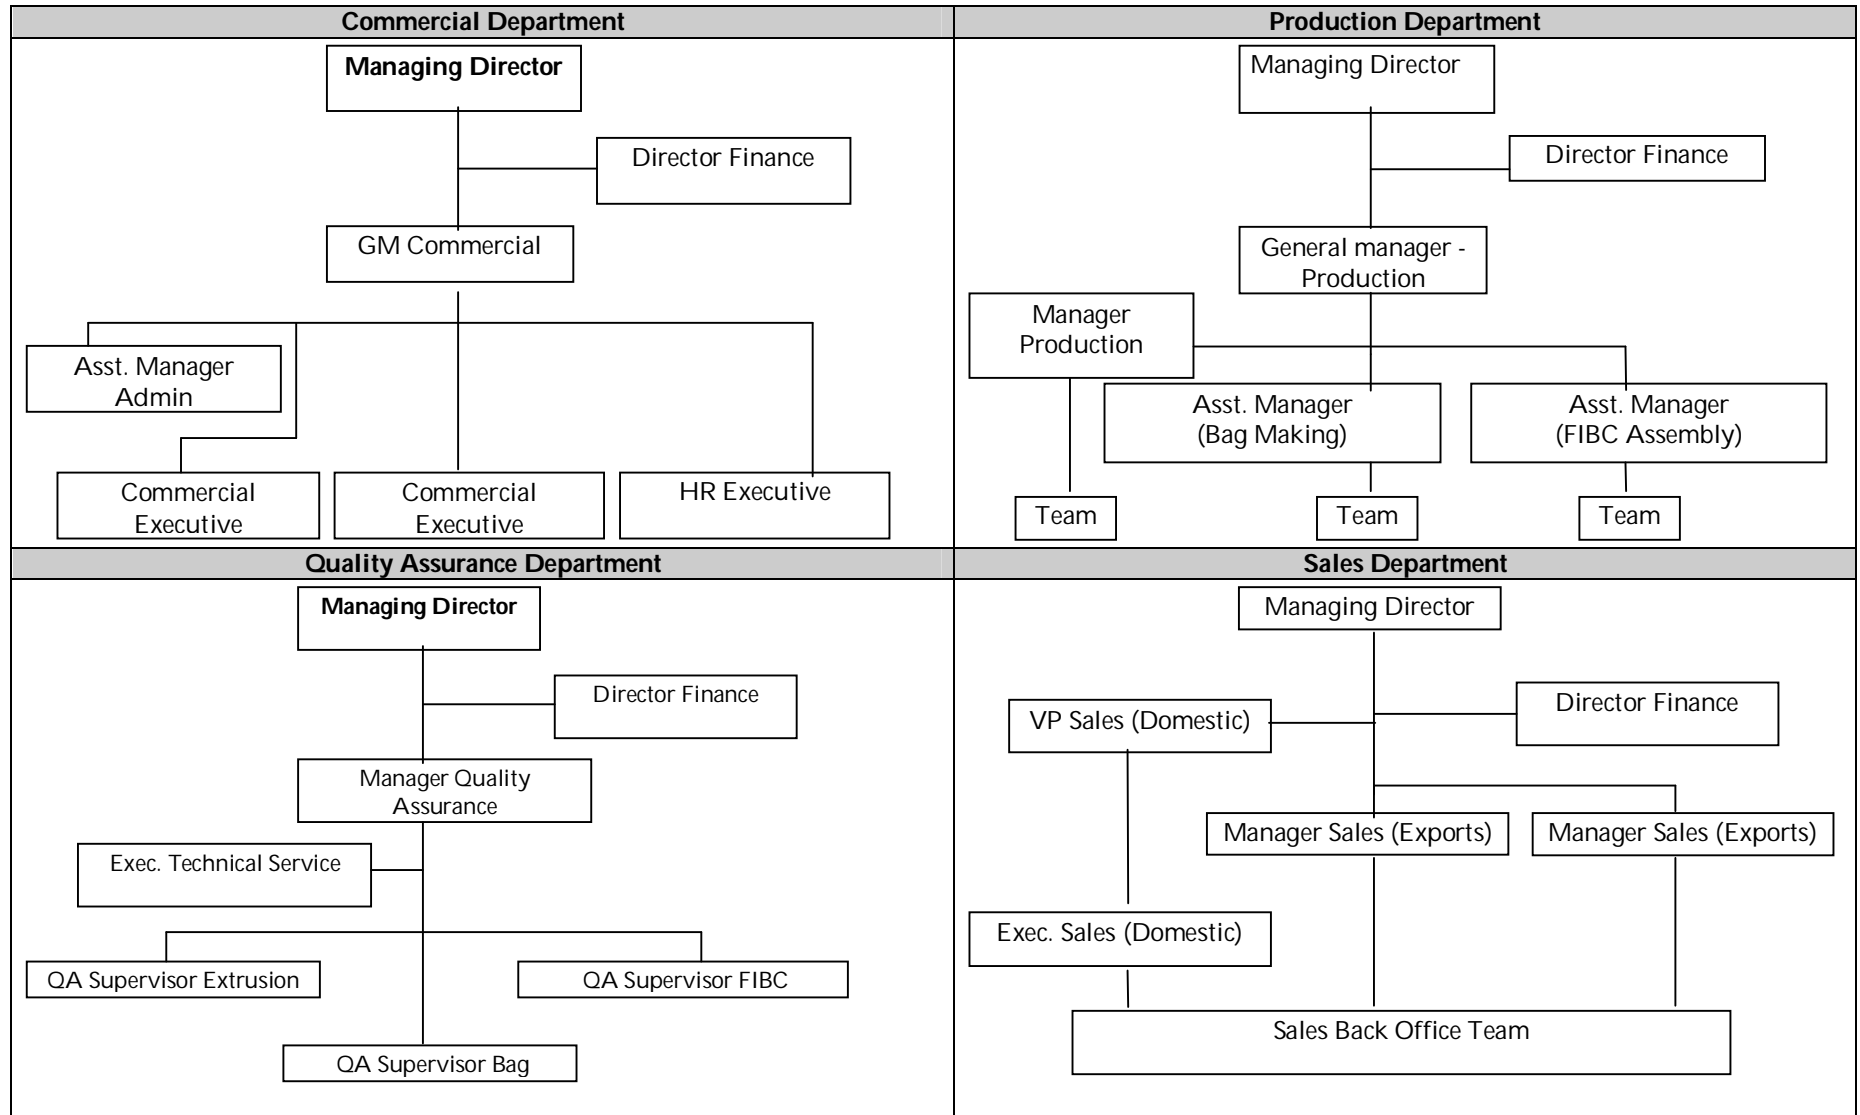 Commercial Department
Managing Director
Director Finance
GM Commercial
Asst. Manager
Admin
Commercial
Executive
Commercial
Executive
HR Executive
Production Department
Managing Director
Director Finance
General manager -
Production
Manager
Production
Asst. Manager
(Bag Making)
Asst. Manager
(FIBC Assembly)
Team
Team
Team
Quality Assurance Department
Managing Director
Director Finance
Manager Quality
Assurance
Exec. Technical Service
QA Supervisor Extrusion
QA Supervisor FIBC
QA Supervisor Bag
Sales Department
Managing Director
Director Finance
VP Sales (Domestic)
Manager Sales (Exports)
Manager Sales (Exports)
Exec. Sales (Domestic)
Sales Back Office Team